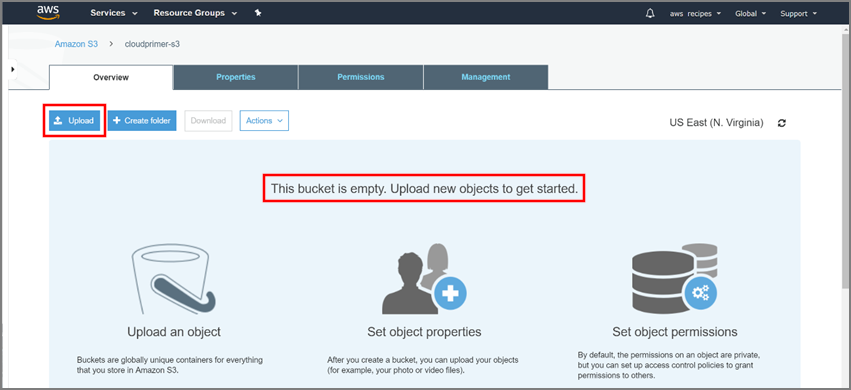 aws Services Resource Groups aws recipes Global Support
Amazon S3 > cloudprimer-s3
Overview Properties Permissions Management
Upload + Create folder Download Actions US East (N. Virginia)
This bucket is empty. Upload new objects to get started.
Upload an object
Buckets are globally unique containers for everything
that you store in Amazon S3.
Set object properties
After you create a bucket, you can upload your objects
(for example, your photo or video files).
Set object permissions
By default, the permissions on an object are private,
but you can set up access control policies to grant
permissions to others.